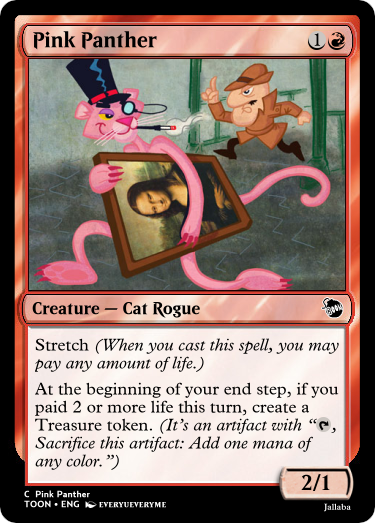 Pink Panther 1
Creature — Cat Rogue
Stretch (When you cast this spell, you may
pay any amount of life.)
At the beginning of your end step, if you
paid 2 or more life this turn, create a
Treasure token. (It's an artifact with “,
Sacrifice this artifact: Add one mana of
any color.”)
2/1
C Pink Panther
TOON • ENG EVERYUEVERYME
Jallaba